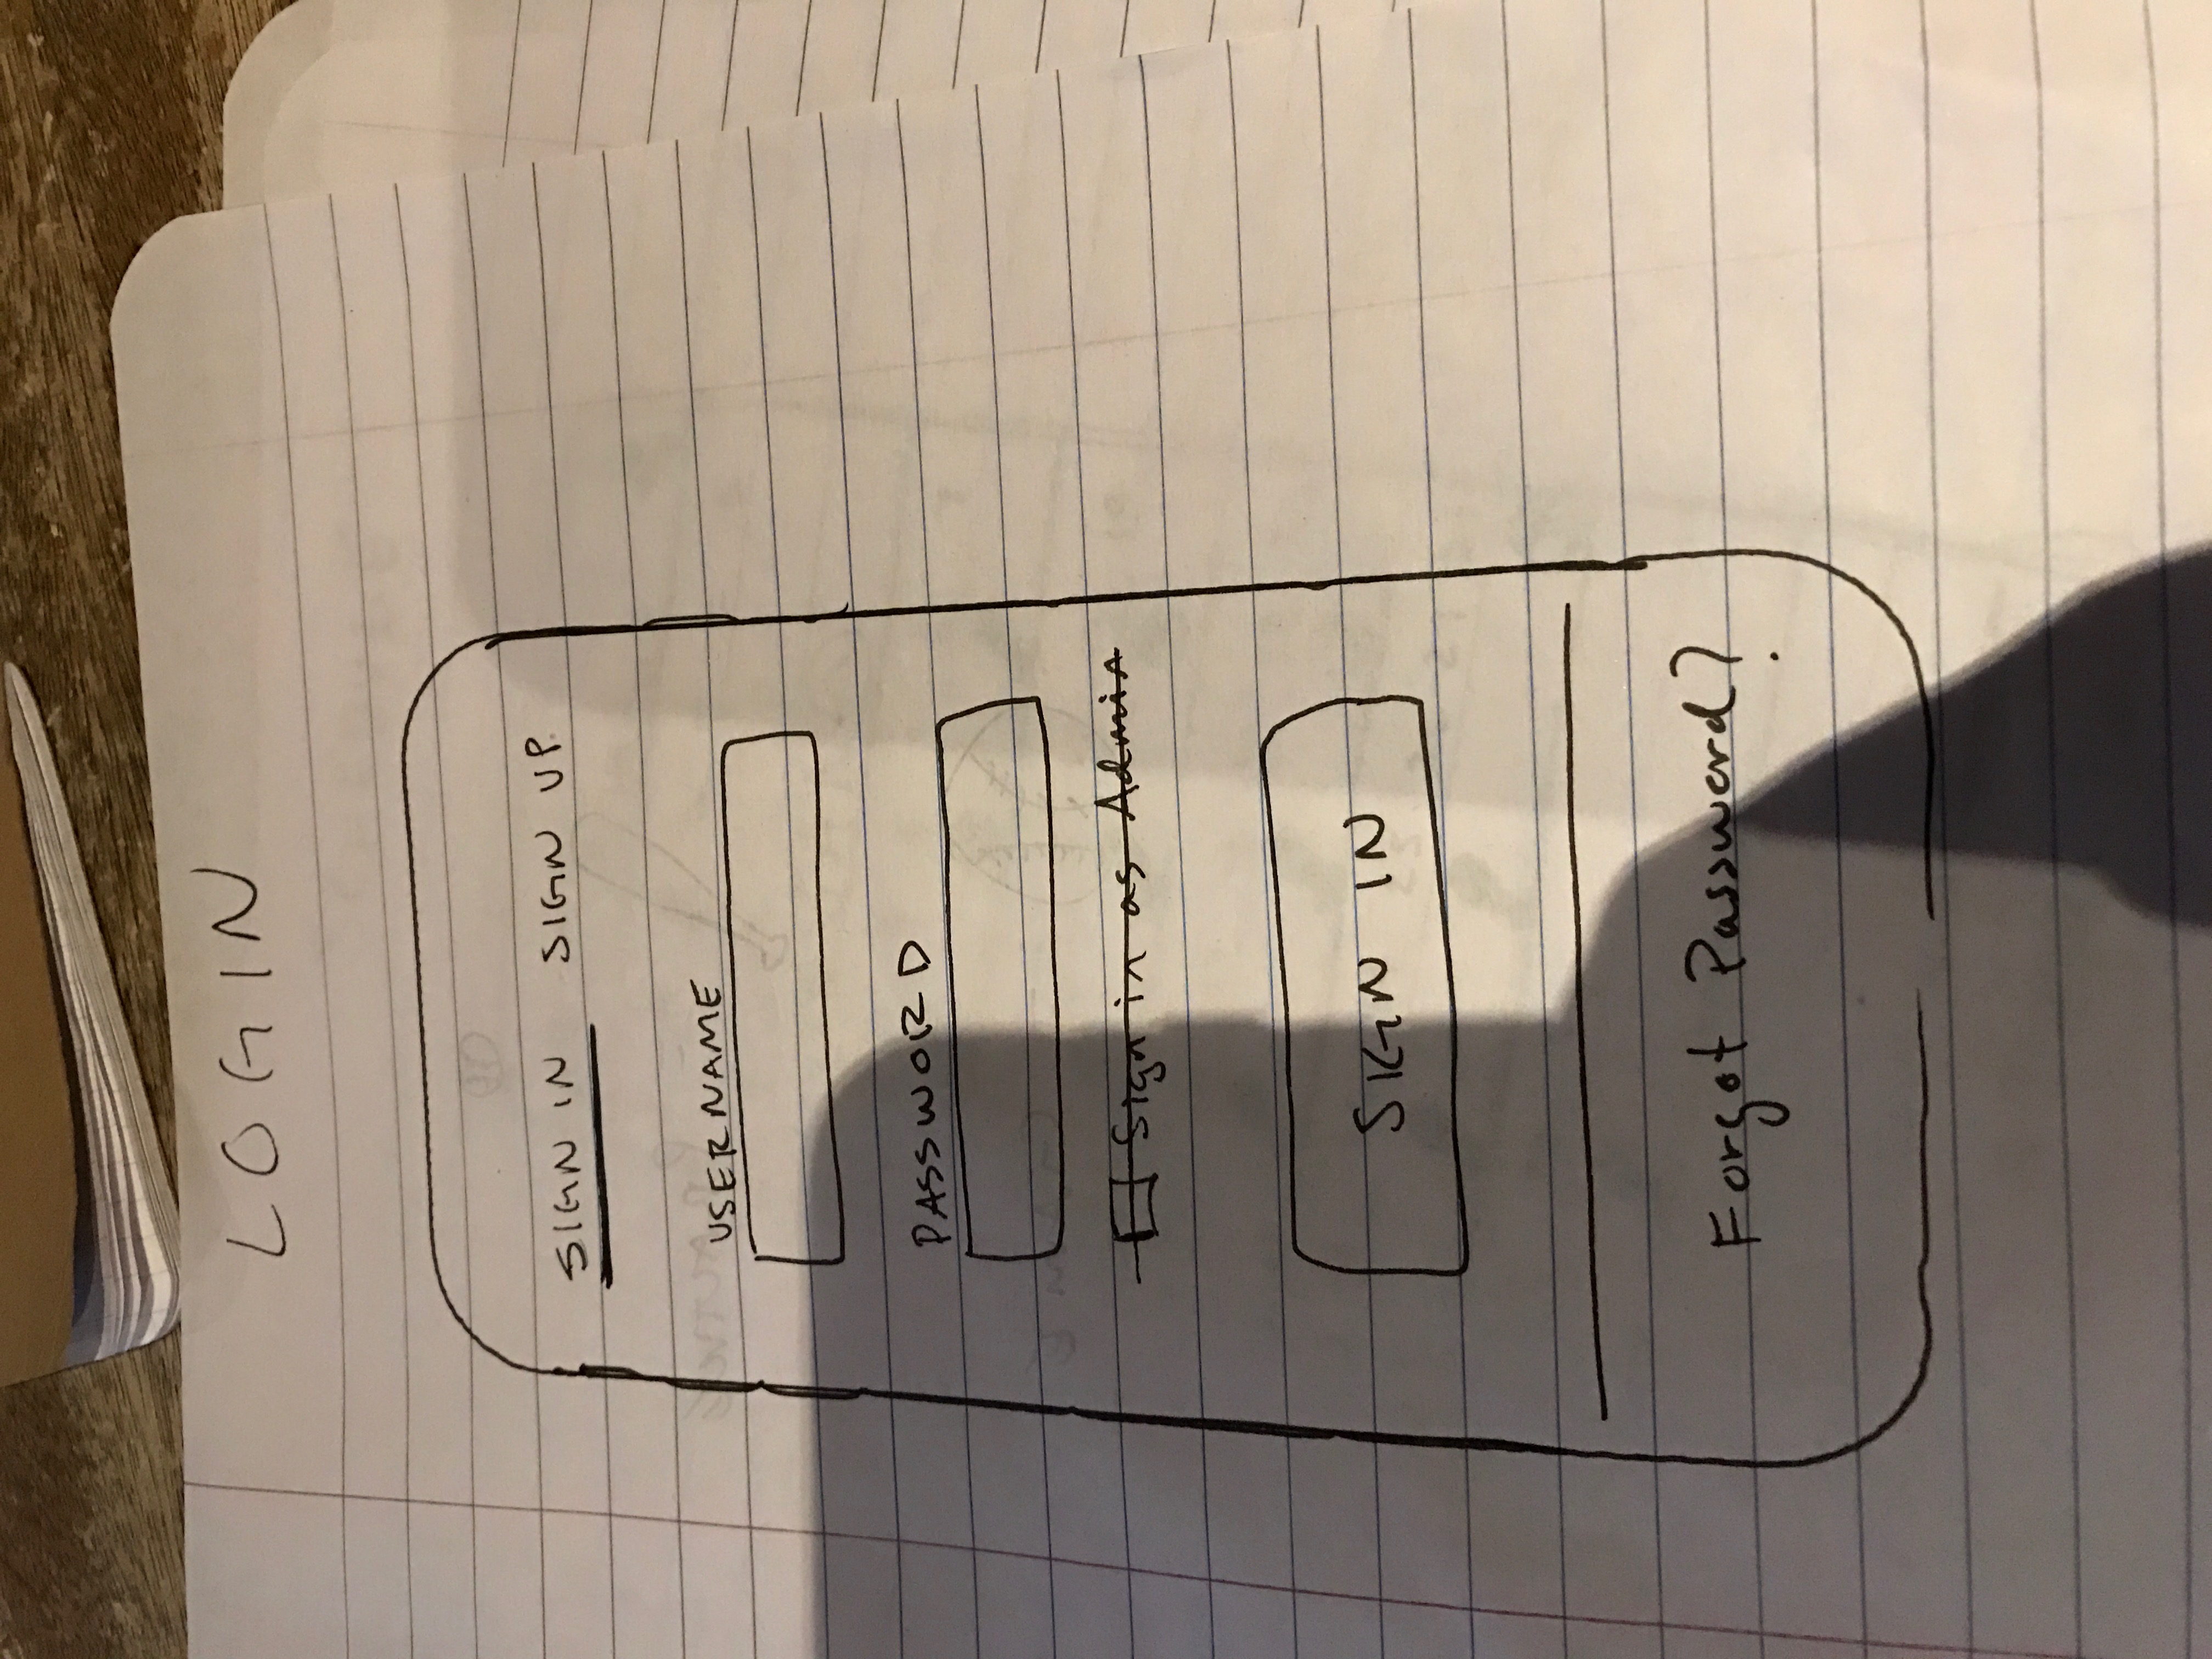 LOGIN
SIGN IN SIGN UP
USERNAME
PASSWORD
Sign in as Admin
SIGN IN
Forgot Password?